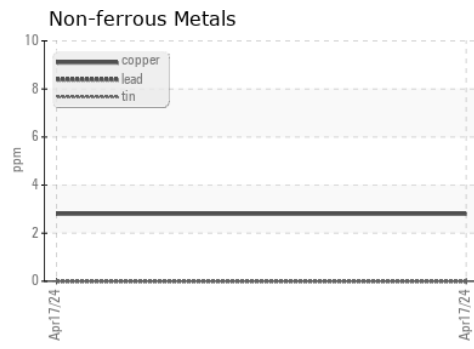 Non-ferrous Metals
10
8
6
4
2
0
ppm
copper
lead
tin
Apr17/24
Apr17/24